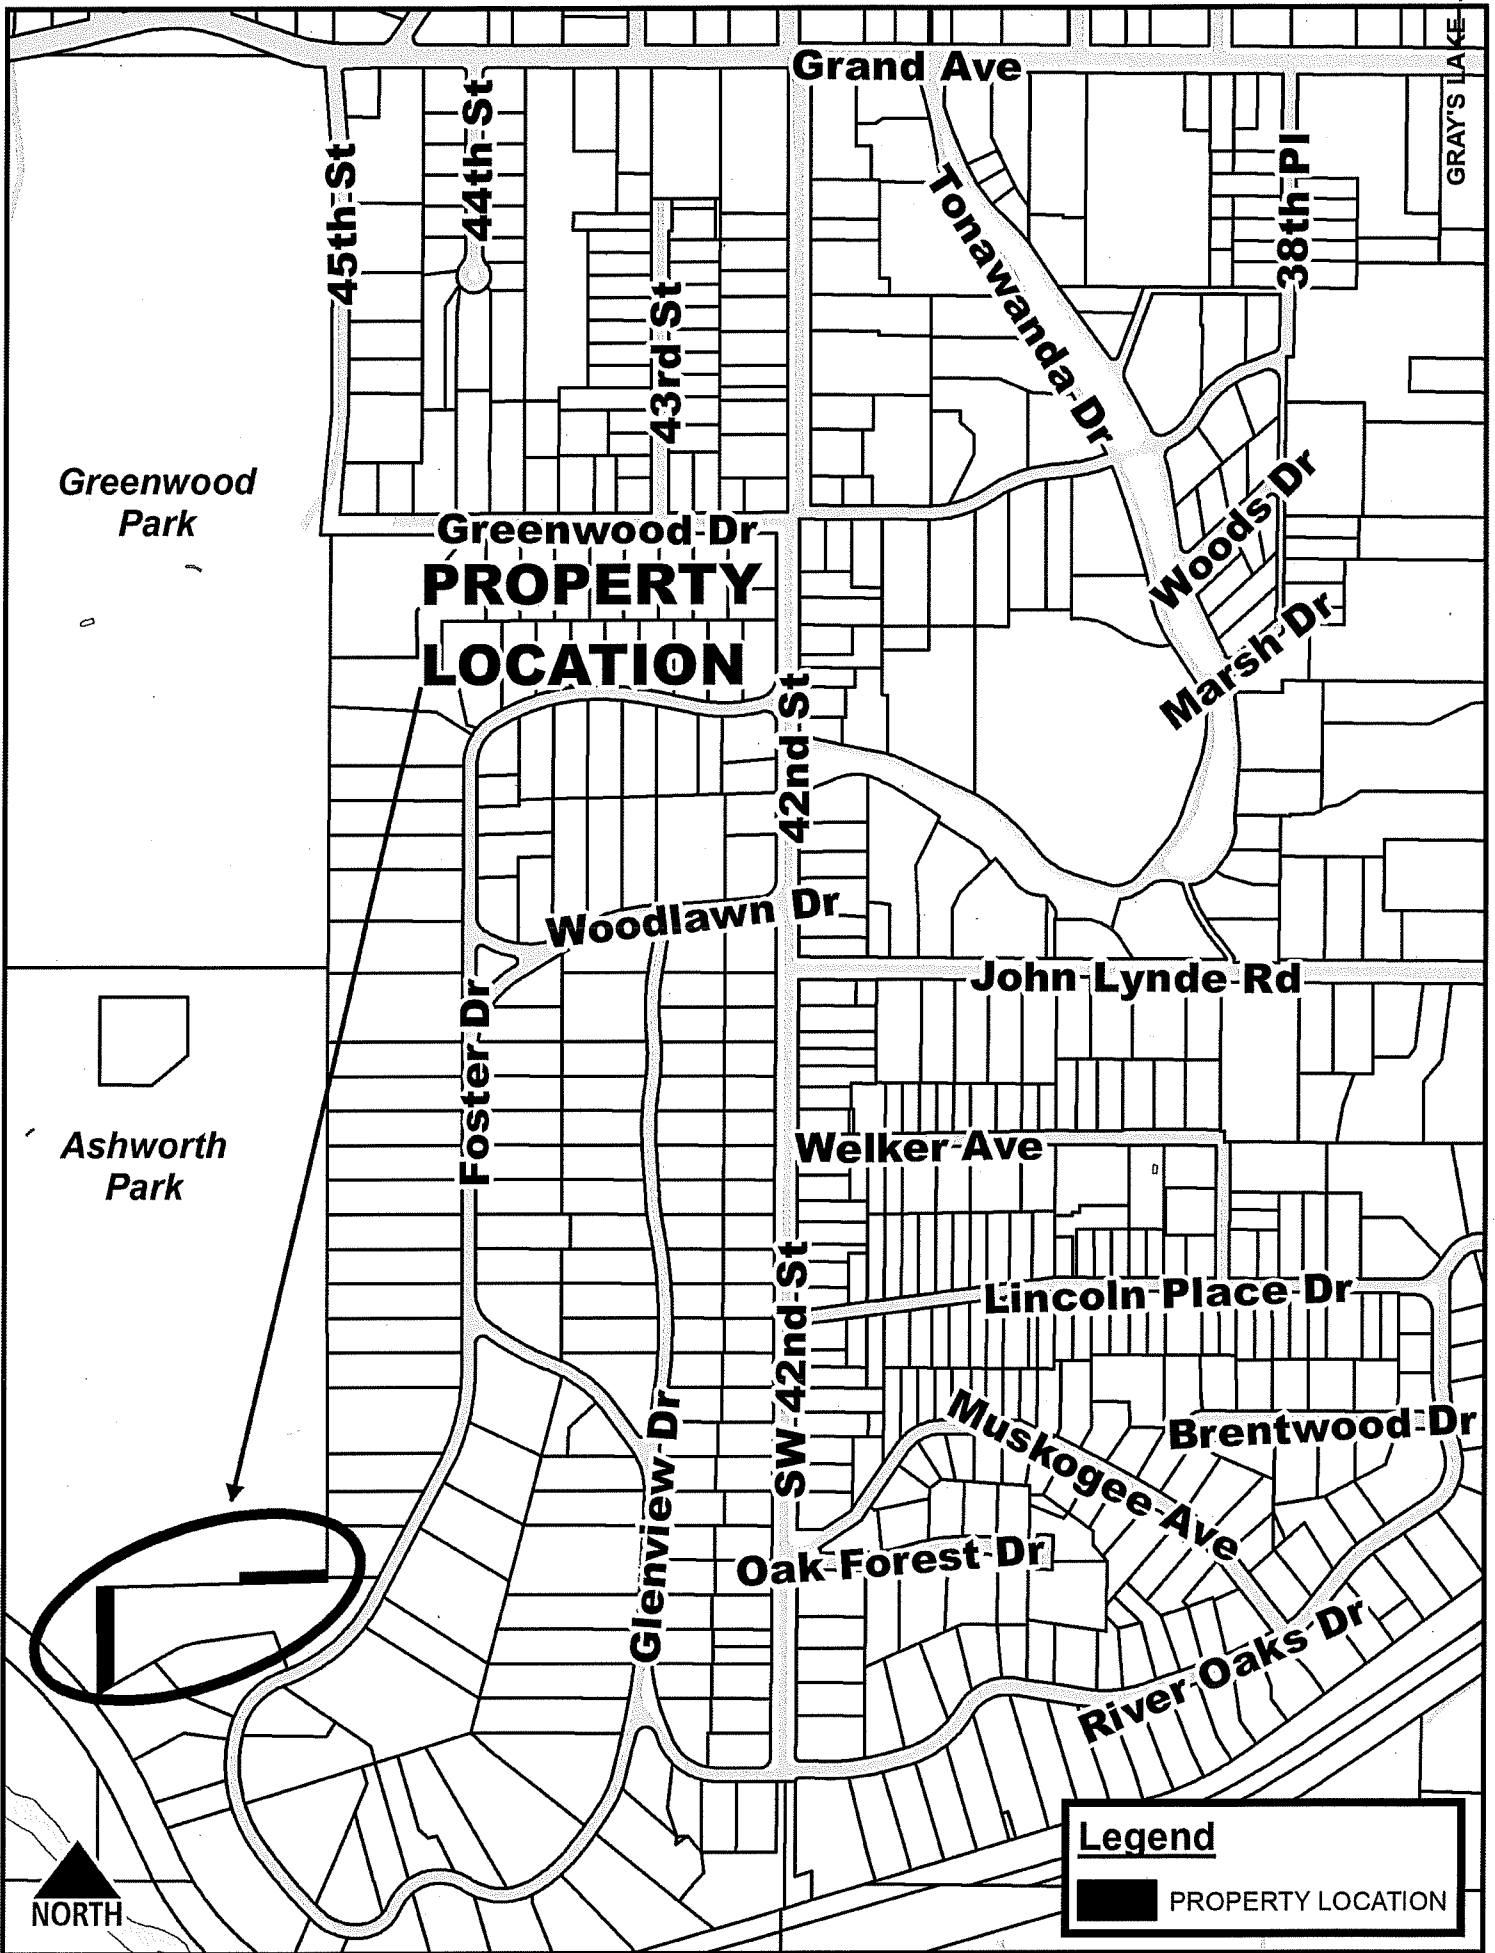 GRAY'S LAKE
Grand Ave
45th St
44th St
43rd St
38th Pl
Tonawanda Dr
Greenwood
Park
Greenwood Dr
Woods Dr
PROPERTY
LOCATION
Marsh Dr
42nd St
Woodlawn Dr
John Lynde Rd
Foster Dr
Ashworth
Park
Welker Ave
SW 42nd St
Lincoln Place Dr
Muskogee Ave
Brentwood Dr
Glenview Dr
Oak Forest Dr
River Oaks Dr
NORTH
Legend
PROPERTY LOCATION